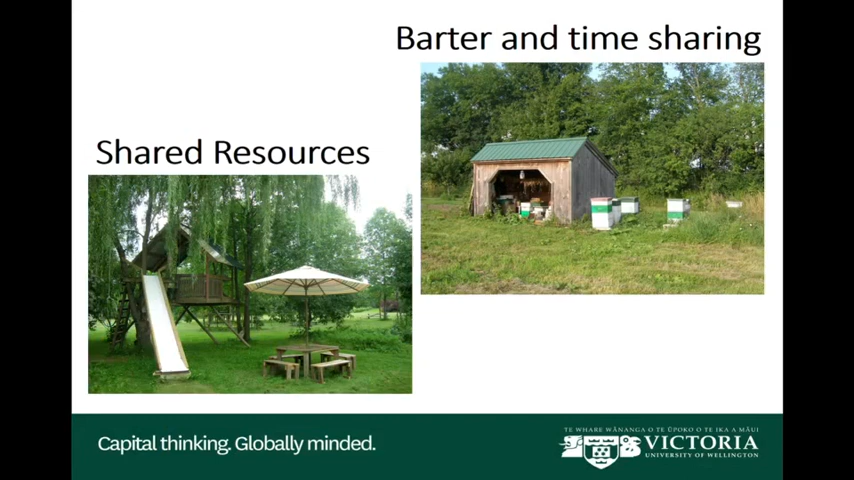 Barter and time sharing
Shared Resources
Capital thinking. Globally minded.
TE WHARE WĀNANGA O TE ŪPOKO O TE IKA A MĀUI
VICTORIA
UNIVERSITY OF WELLINGTON